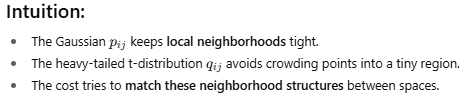 Intuition:
• The Gaussian pᵢⱼ keeps local neighborhoods tight.
• The heavy-tailed t-distribution qᵢⱼ avoids crowding points into a tiny region.
• The cost tries to match these neighborhood structures between spaces.